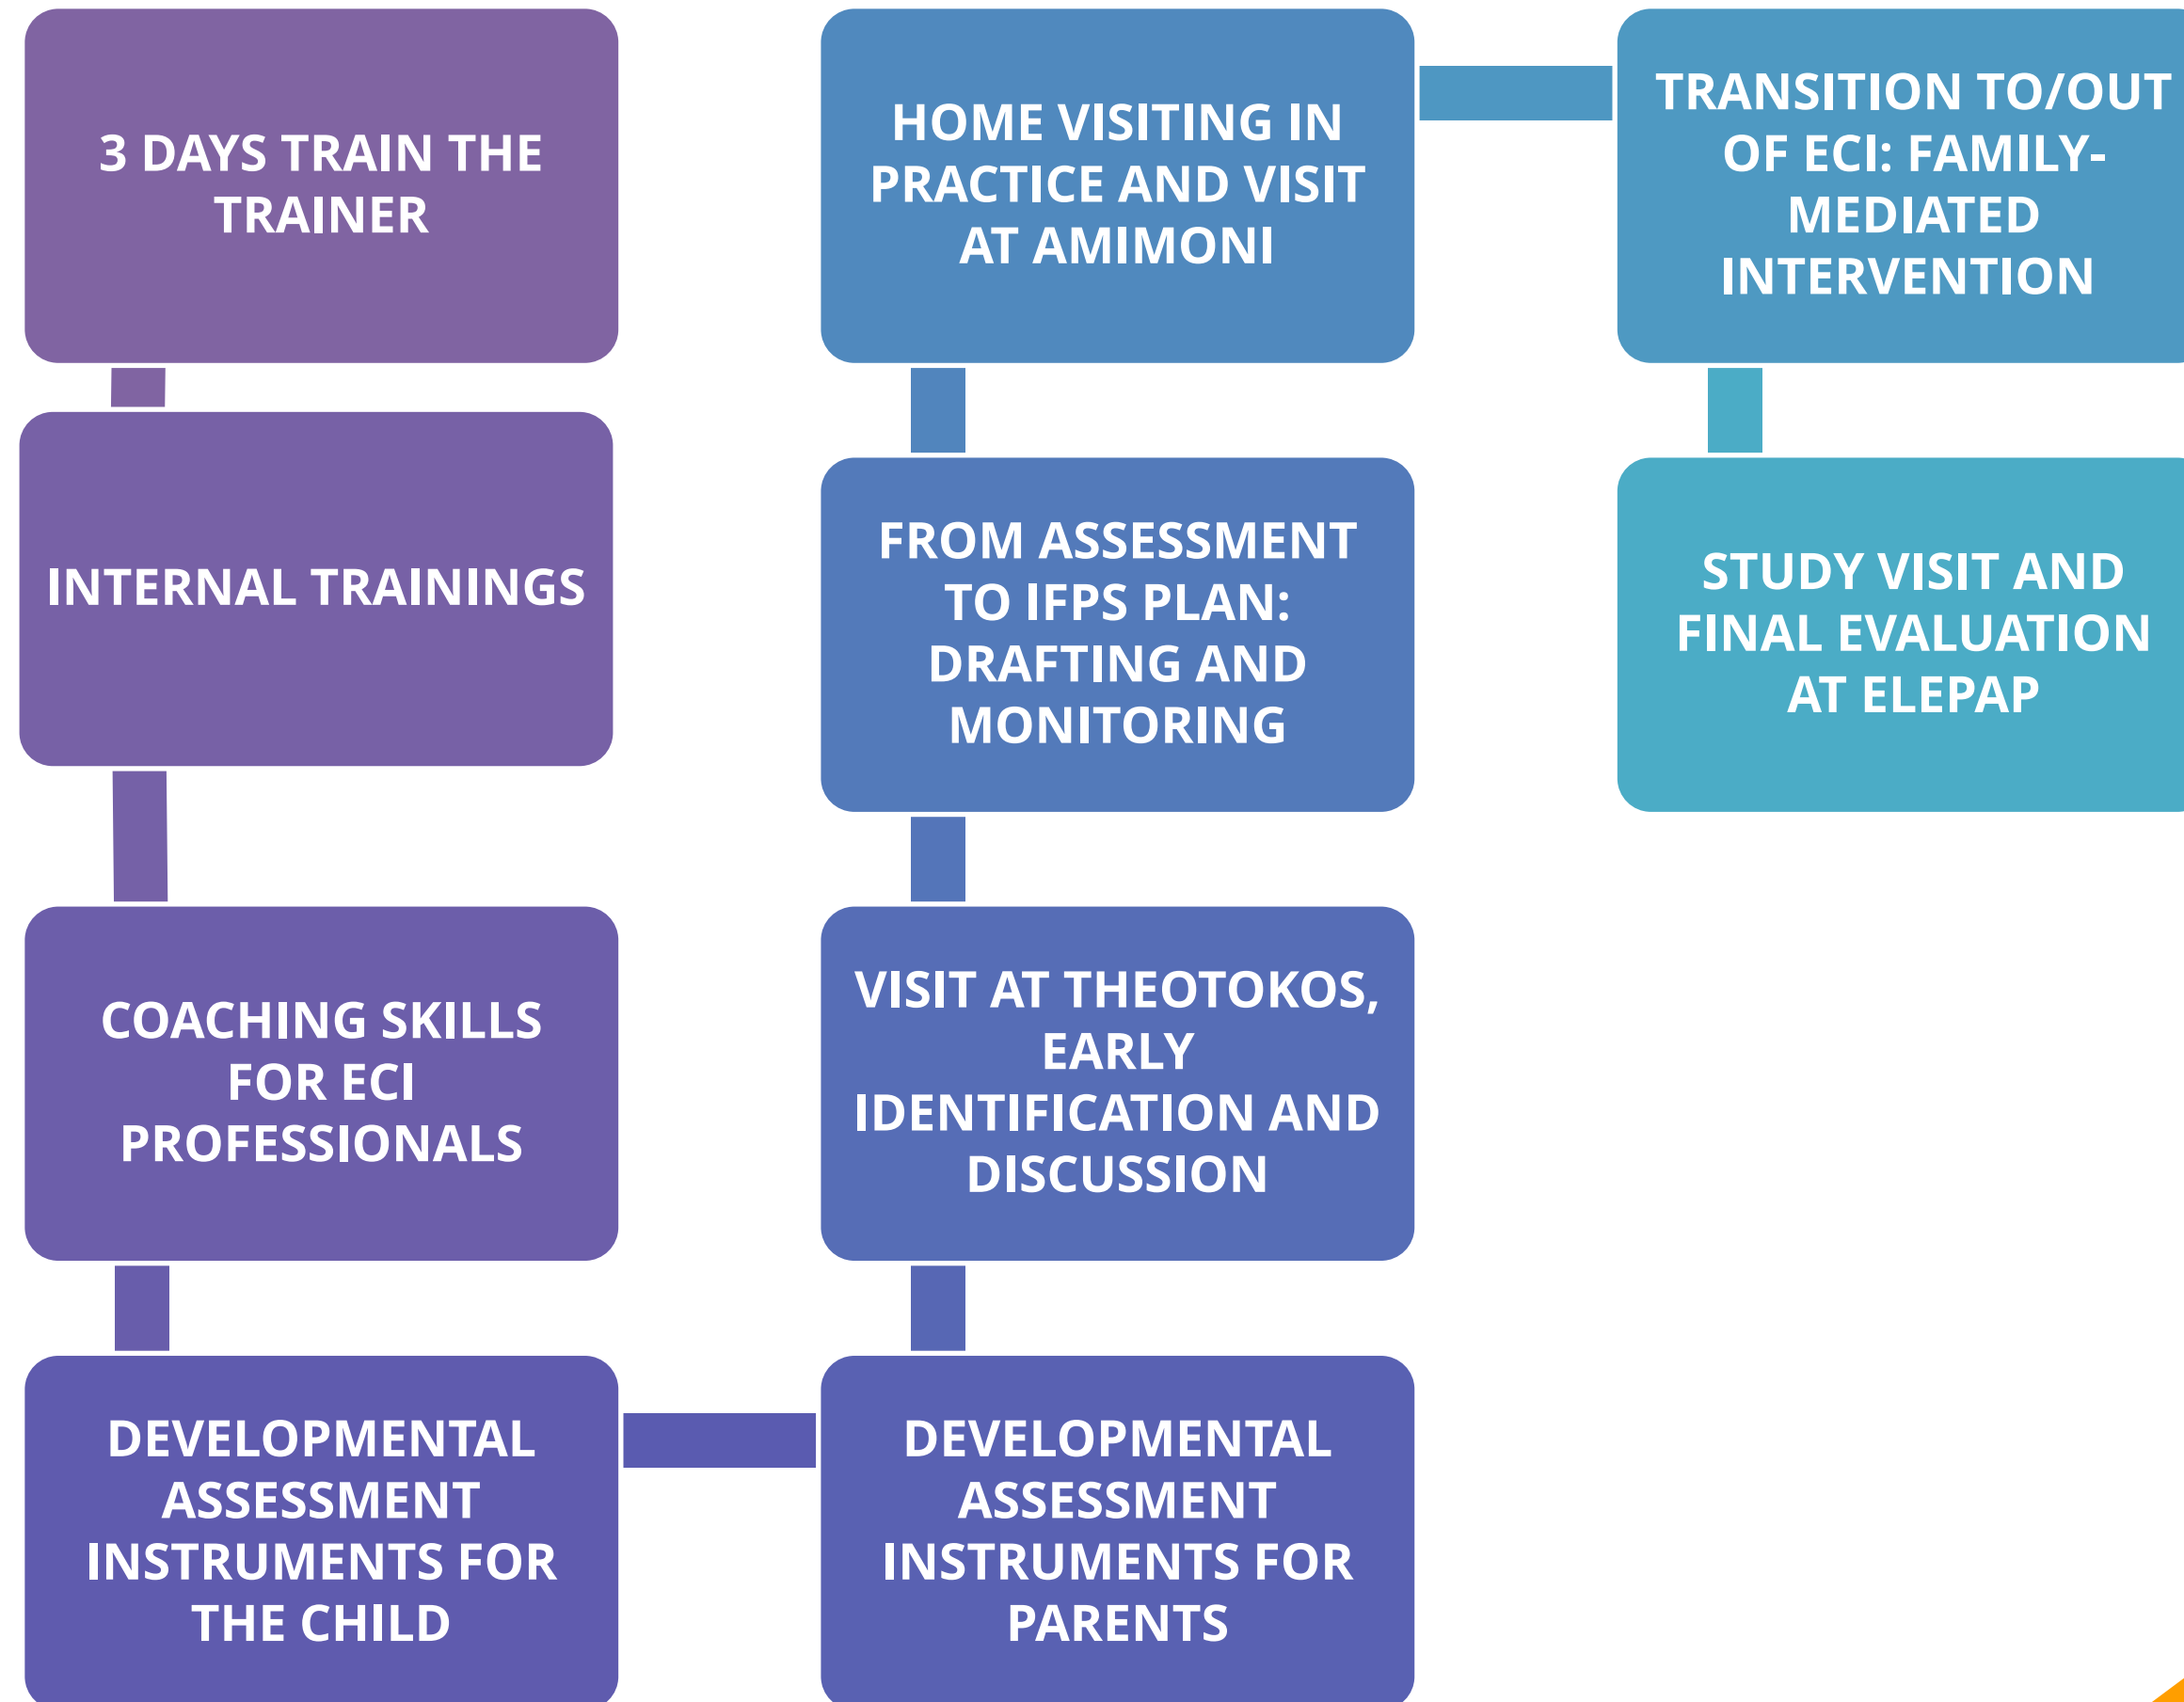 3 DAYS TRAIN THE
TRAINER
INTERNAL TRAININGS
COACHING SKILLS
FOR ECI
PROFESSIONALS
DEVELOPMENTAL
ASSESSMENT
INSTRUMENTS FOR
THE CHILD
DEVELOPMENTAL
ASSESSMENT
INSTRUMENTS FOR
PARENTS
VISIT AT THEOTOKOS,
EARLY
IDENTIFICATION AND
DISCUSSION
FROM ASSESSMENT
TO IFPS PLAN:
DRAFTING AND
MONITORING
HOME VISITING IN
PRACTICE AND VISIT
AT AMIMONI
TRANSITION TO/OUT
OF ECI: FAMILY-
MEDIATED
INTERVENTION
STUDY VISIT AND
FINAL EVALUATION
AT ELEPAP